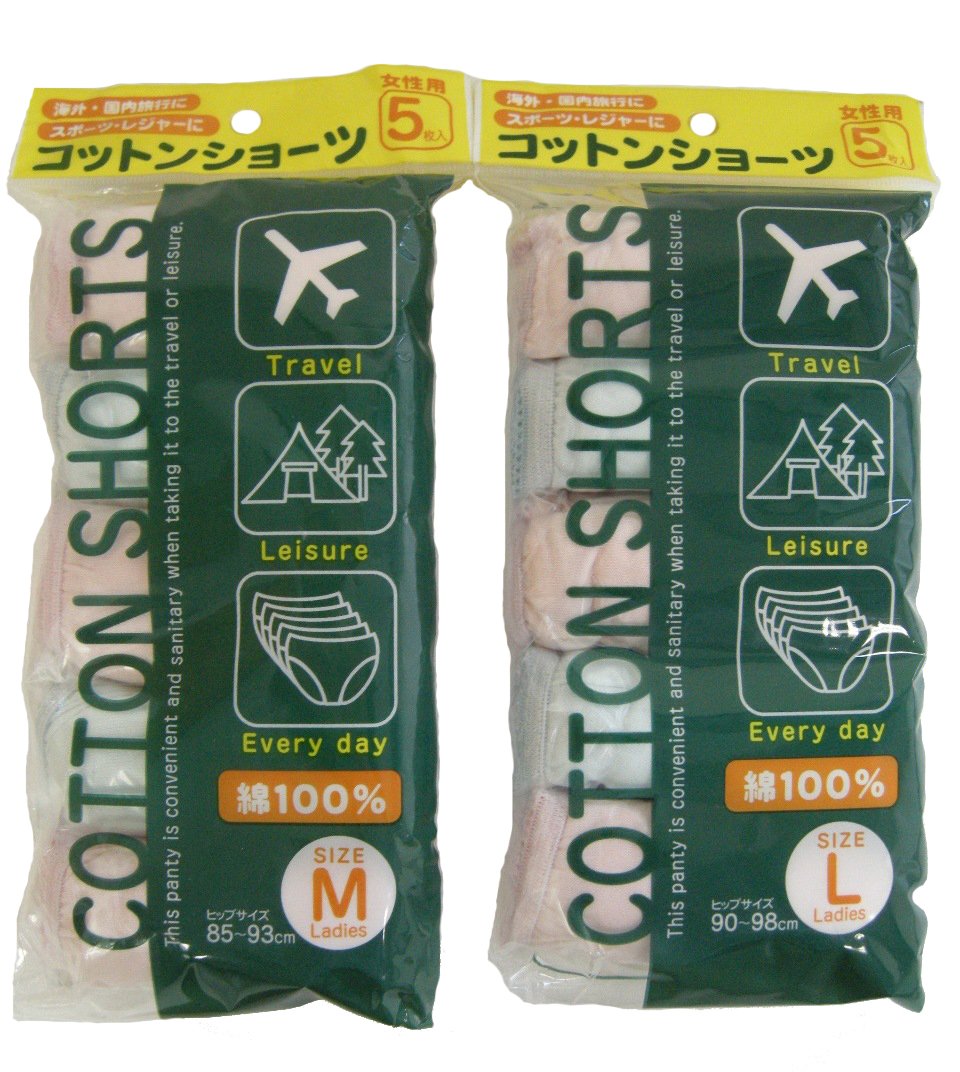 海外・国内旅行に
スポーツ・レジャーに
コットンショーツ
女性用
5枚入
COTTON SHORTS
This panty is convenient and sanitary when taking it to the travel or leisure.
Travel
Leisure
Every day
綿100%
SIZE
M
Ladies
ヒップサイズ
85~93cm
海外・国内旅行に
スポーツ・レジャーに
コットンショーツ
女性用
5枚入
COTTON SHORTS
This panty is convenient and sanitary when taking it to the travel or leisure.
Travel
Leisure
Every day
綿100%
SIZE
L
Ladies
ヒップサイズ
90~98cm